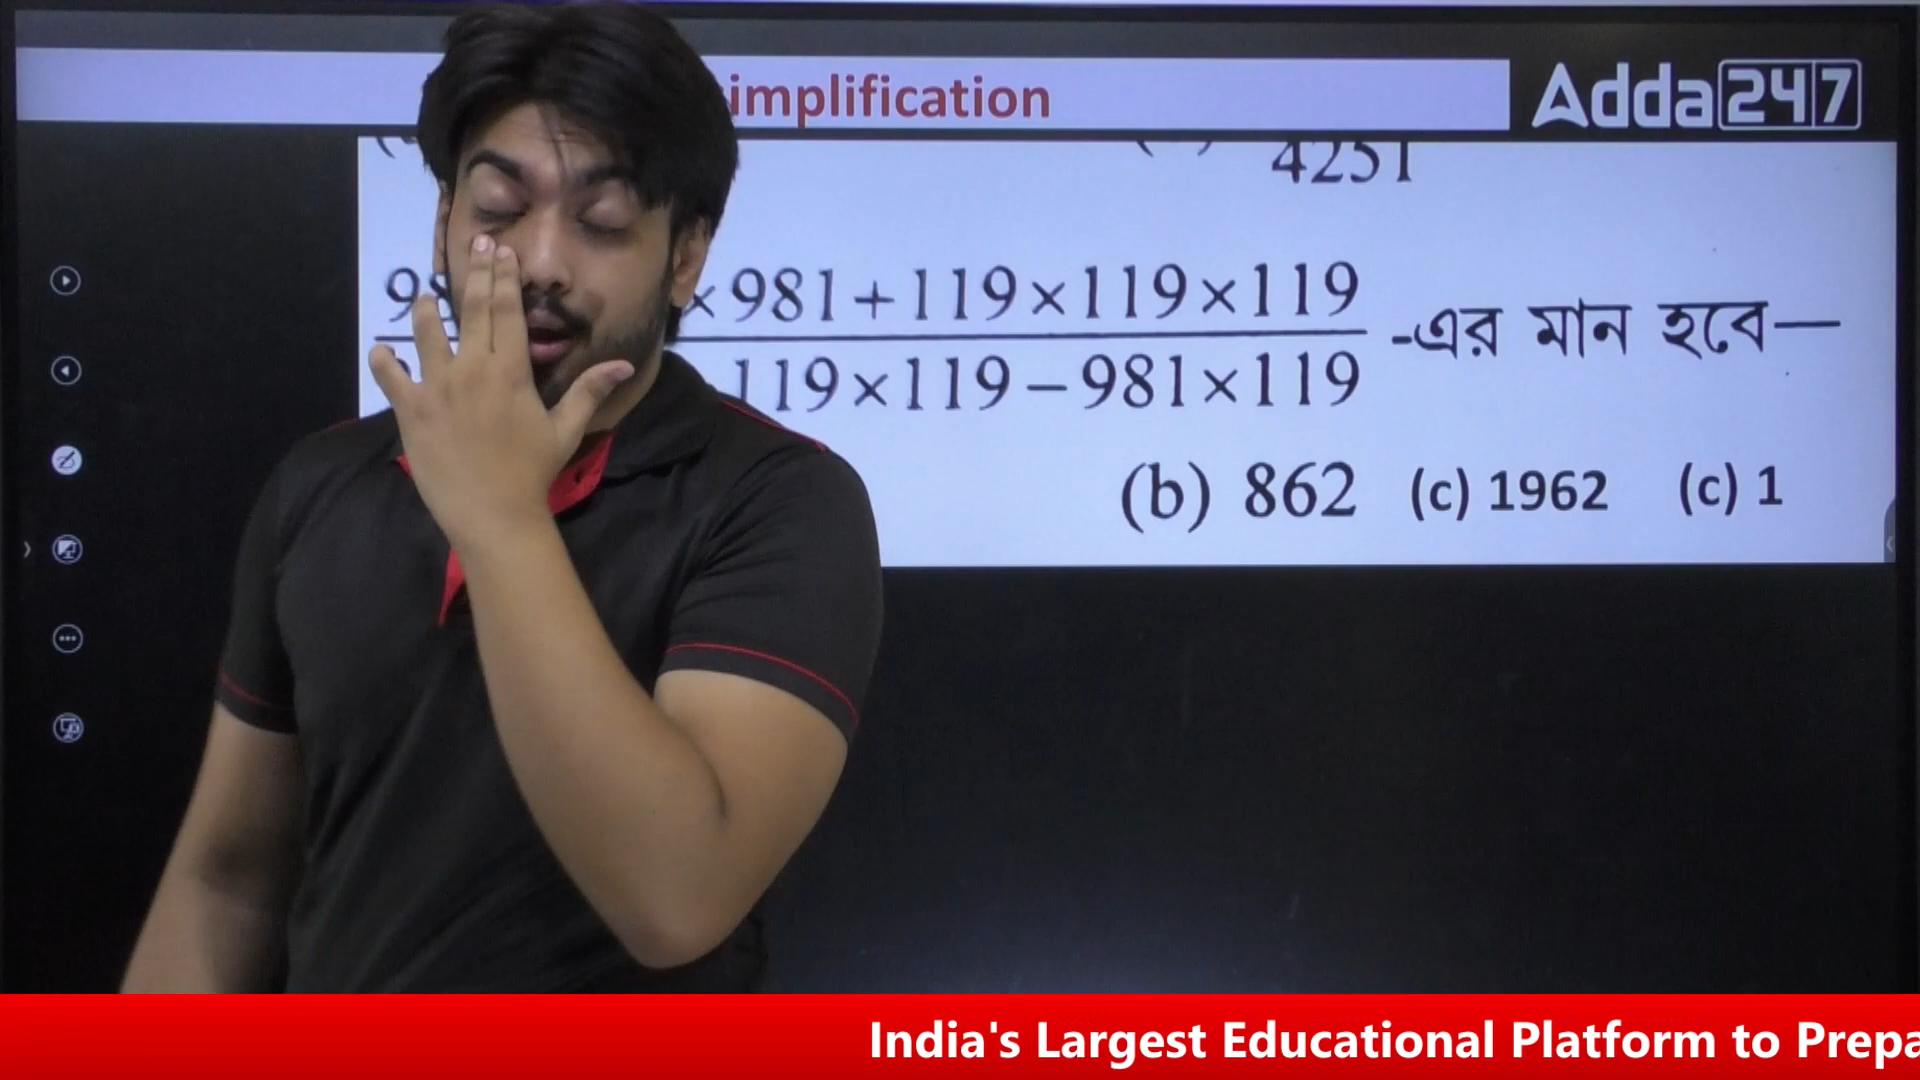 implification
Adda247
4251
98 ×981+119×119×119
119×119−981×119
-এর মান হবে—
(b) 862 (c) 1962 (c) 1
India's Largest Educational Platform to Prepa